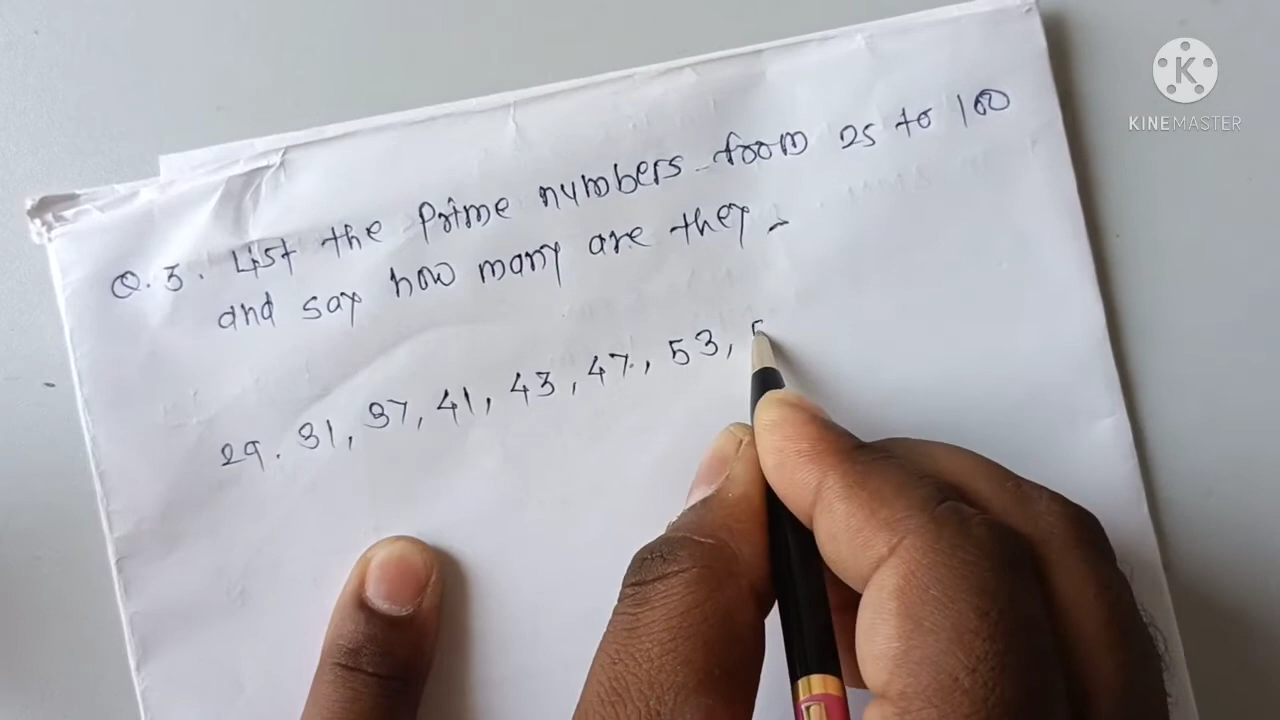 K
KINEMASTER
Q.3. List the Prime numbers from 25 to 100
and say how many are they.
29. 31, 37, 41, 43, 47, 53, 5